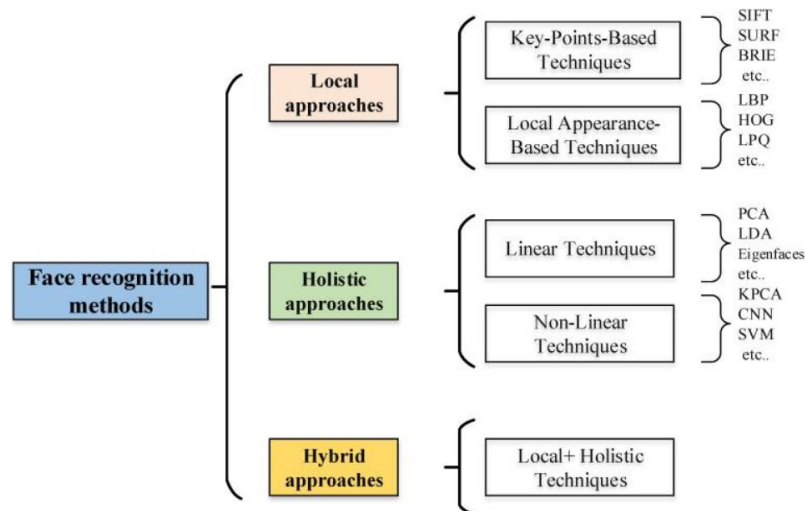 Face recognition
methods
Local
approaches
Key-Points-Based
Techniques
SIFT
SURF
BRIE
etc..
Local Appearance-
Based Techniques
LBP
HOG
LPQ
etc..
Holistic
approaches
Linear Techniques
PCA
LDA
Eigenfaces
etc..
Non-Linear
Techniques
KPCA
CNN
SVM
etc..
Hybrid
approaches
Local+ Holistic
Techniques